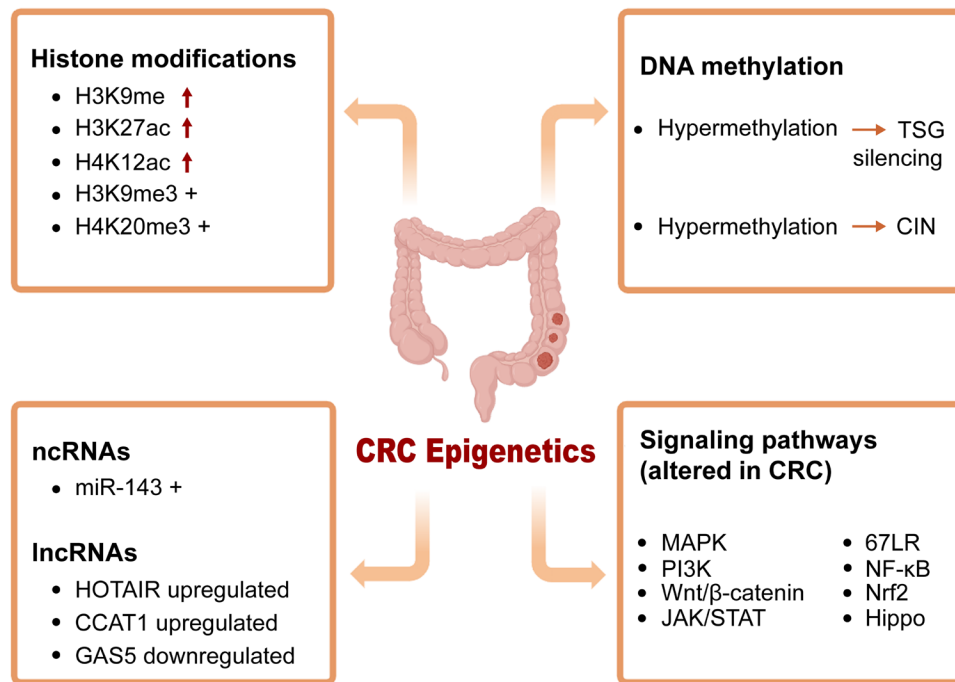 Histone modifications
• H3K9me ↑
• H3K27ac ↑
• H4K12ac ↑
• H3K9me3 +
• H4K20me3 +
DNA methylation
• Hypermethylation → TSG
silencing
• Hypermethylation → CIN
CRC Epigenetics
ncRNAs
• miR-143 +
lncRNAs
• HOTAIR upregulated
• CCAT1 upregulated
• GAS5 downregulated
Signaling pathways
(altered in CRC)
• MAPK
• PI3K
• Wnt/β-catenin
• JAK/STAT
• 67LR
• NF-κB
• Nrf2
• Hippo